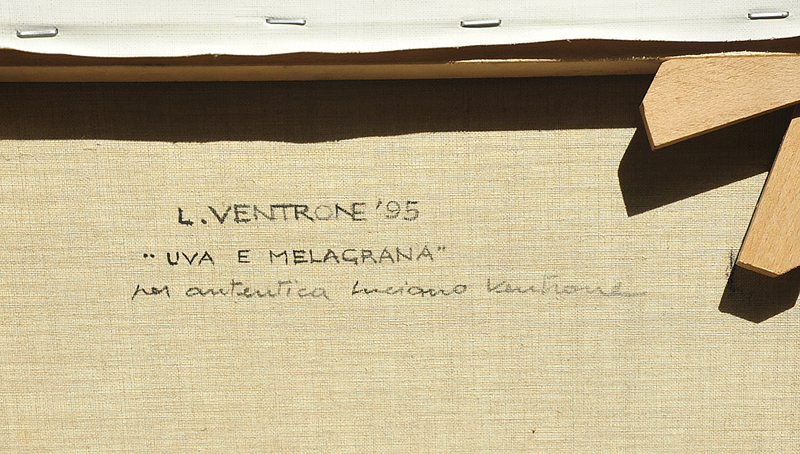 L. VENTRONE '95
"UVA E MELAGRANA"
per autentica Luciano Ventrone